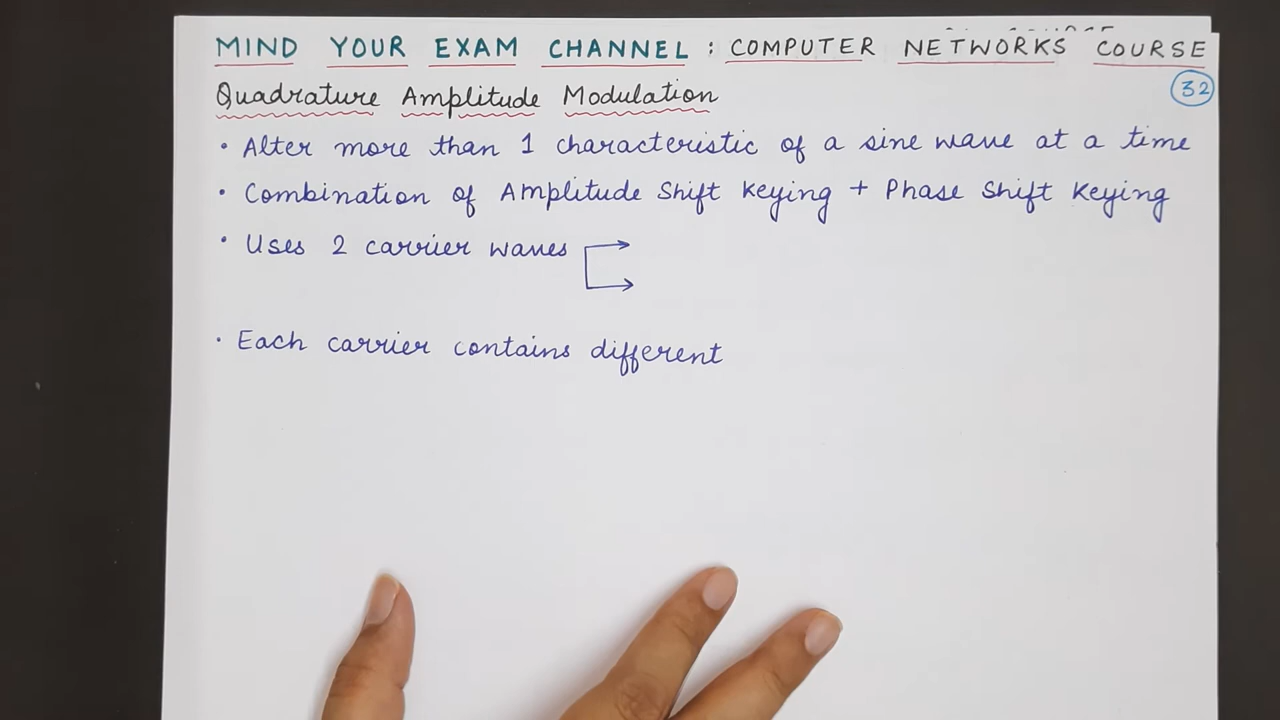 MIND YOUR EXAM CHANNEL : COMPUTER NETWORKS COURSE
Quadrature Amplitude Modulation
32
• Alter more than 1 characteristic of a sine wave at a time
• Combination of Amplitude Shift Keying + Phase Shift Keying
• Uses 2 carrier waves
• Each carrier contains different